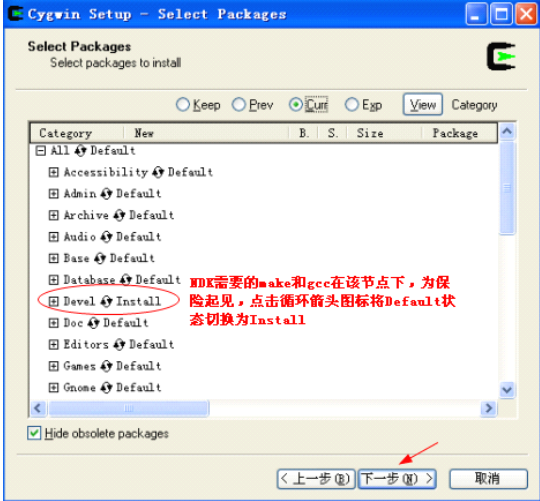 Cygwin Setup - Select Packages
Select Packages
Select packages to install
Keep Prev Curr Exp View Category
Category New B. S. Size Package
All Default
Accessibility Default
Admin Default
Archive Default
Audio Default
Base Default
Database Default
Devel Install
Doc Default
Editors Default
Games Default
Gnome Default
NDK需要的make和gcc在该节点下，为保
险起见，点击循环箭头图标将Default状
态切换为Install
Hide obsolete packages
< 上一步(B) 下一步(N) > 取消